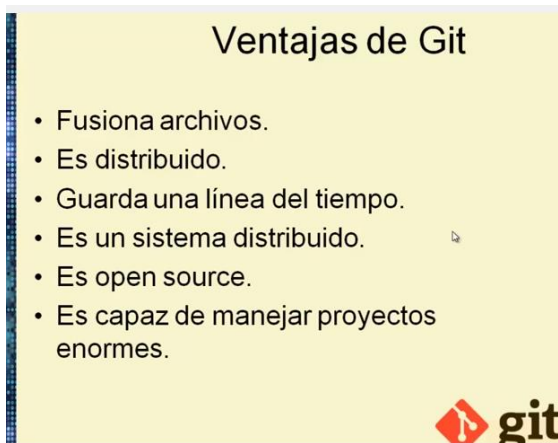 Ventajas de Git
• Fusiona archivos.
• Es distribuido.
• Guarda una línea del tiempo.
• Es un sistema distribuido.
• Es open source.
• Es capaz de manejar proyectos
enormes.
git